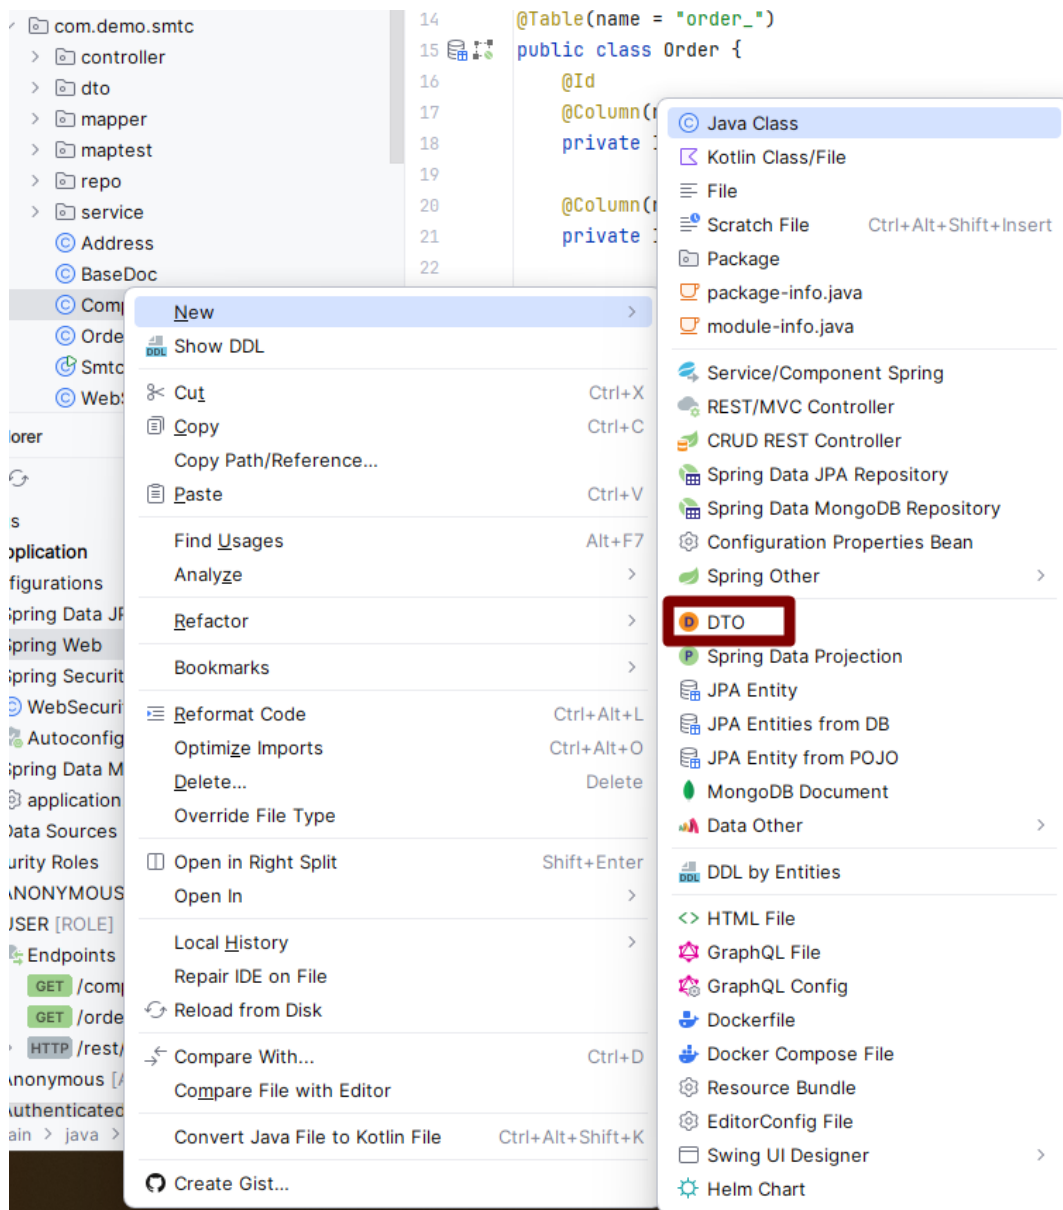 com.demo.smtc
controller
dto
mapper
maptest
repo
service
Address
BaseDoc
Comp
Orde
Smtc
Web
14 @Table(name = "order_")
15 public class Order {
16 @Id
17 @Column(
18 private
19
20 @Column(
21 private
22
lorer
s
pplication
figurations
Spring Data
Spring Web
Spring Securit
WebSecuri
Autoconfig
Spring Data M
application
Data Sources
urity Roles
ANONYMOUS
USER [ROLE]
Endpoints
GET /comp
GET /orde
HTTP /rest/
Anonymous [
Authenticated
ain > java >
New
Show DDL
Cut Ctrl+X
Copy Ctrl+C
Copy Path/Reference...
Paste Ctrl+V
Find Usages Alt+F7
Analyze
Refactor
Bookmarks
Reformat Code Ctrl+Alt+L
Optimize Imports Ctrl+Alt+O
Delete... Delete
Override File Type
Open in Right Split Shift+Enter
Open In
Local History
Repair IDE on File
Reload from Disk
Compare With... Ctrl+D
Compare File with Editor
Convert Java File to Kotlin File Ctrl+Alt+Shift+K
Create Gist...
Java Class
Kotlin Class/File
File
Scratch File Ctrl+Alt+Shift+Insert
Package
package-info.java
module-info.java
Service/Component Spring
REST/MVC Controller
CRUD REST Controller
Spring Data JPA Repository
Spring Data MongoDB Repository
Configuration Properties Bean
Spring Other
DTO
Spring Data Projection
JPA Entity
JPA Entities from DB
JPA Entity from POJO
MongoDB Document
Data Other
DDL by Entities
HTML File
GraphQL File
GraphQL Config
Dockerfile
Docker Compose File
Resource Bundle
EditorConfig File
Swing UI Designer
Helm Chart